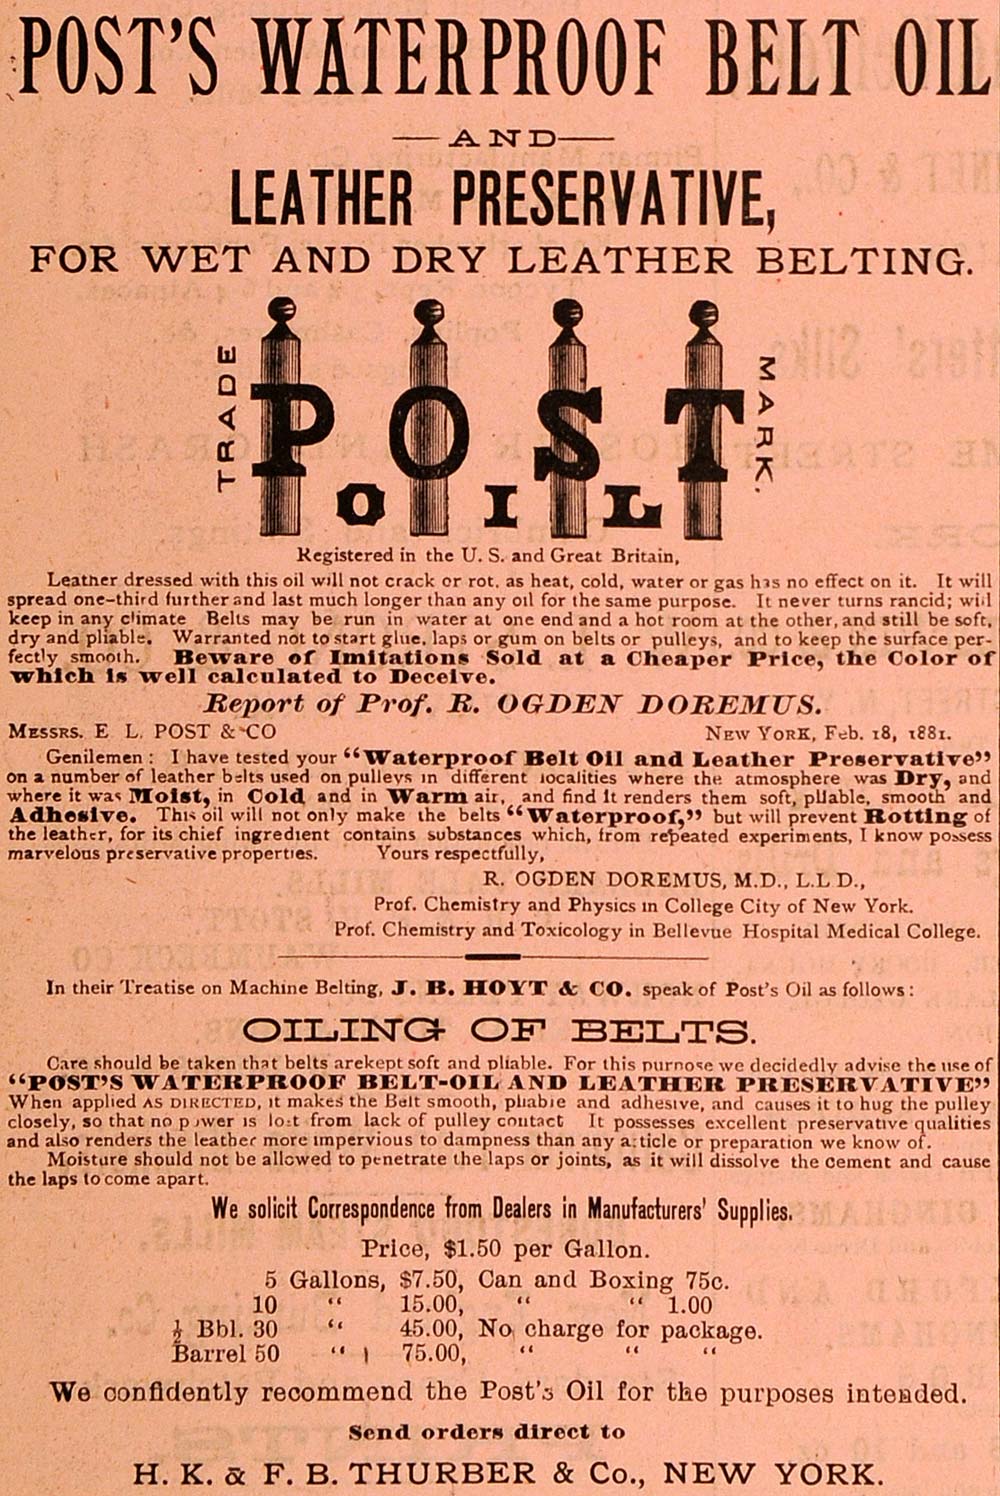 POST'S WATERPROOF BELT OIL
—AND—
LEATHER PRESERVATIVE,
FOR WET AND DRY LEATHER BELTING.
TRADE
POST
MARK.
OIL
Registered in the U. S. and Great Britain,
Leather dressed with this oil will not crack or rot, as heat, cold, water or gas has no effect on it. It will
spread one-third further and last much longer than any oil for the same purpose. It never turns rancid; will
keep in any climate Belts may be run in water at one end and a hot room at the other, and still be soft,
dry and pliable. Warranted not to start glue, laps or gum on belts or pulleys, and to keep the surface per-
fectly smooth. Beware of Imitations Sold at a Cheaper Price, the Color of
which is well calculated to Deceive.
Report of Prof. R. OGDEN DOREMUS.
MESSRS. E. L. POST & CO NEW YORK, Feb. 18, 1881.
Genilemen: I have tested your "Waterproof Belt Oil and Leather Preservative"
on a number of leather belts used on pulleys in different localities where the atmosphere was Dry, and
where it was Moist, in Cold and in Warm air, and find it renders them soft, pliable, smooth and
Adhesive. This oil will not only make the belts "Waterproof," but will prevent Rotting of
the leather, for its chief ingredient contains substances which, from repeated experiments, I know possess
marvelous preservative properties. Yours respectfully,
R. OGDEN DOREMUS, M.D., L.L D.,
Prof. Chemistry and Physics in College City of New York.
Prof. Chemistry and Toxicology in Bellevue Hospital Medical College.
In their Treatise on Machine Belting, J. B. HOYT & CO. speak of Post's Oil as follows:
OILING OF BELTS.
Care should be taken that belts arekept soft and pliable. For this purpose we decidedly advise the use of
"POST'S WATERPROOF BELT-OIL AND LEATHER PRESERVATIVE"
When applied AS DIRECTED, it makes the Belt smooth, pliable and adhesive, and causes it to hug the pulley
closely, so that no power is lost from lack of pulley contact It possesses excellent preservative qualities
and also renders the leather more impervious to dampness than any article or preparation we know of.
Moisture should not be allowed to penetrate the laps or joints, as it will dissolve the cement and cause
the laps to come apart.
We solicit Correspondence from Dealers in Manufacturers' Supplies.
Price, $1.50 per Gallon.
5 Gallons, $7.50, Can and Boxing 75c.
10 " 15.00, " " 1.00
½ Bbl. 30 " 45.00, No charge for package.
Barrel 50 " 75.00, " " "
We confidently recommend the Post's Oil for the purposes intended.
Send orders direct to
H. K. & F. B. THURBER & Co., NEW YORK.